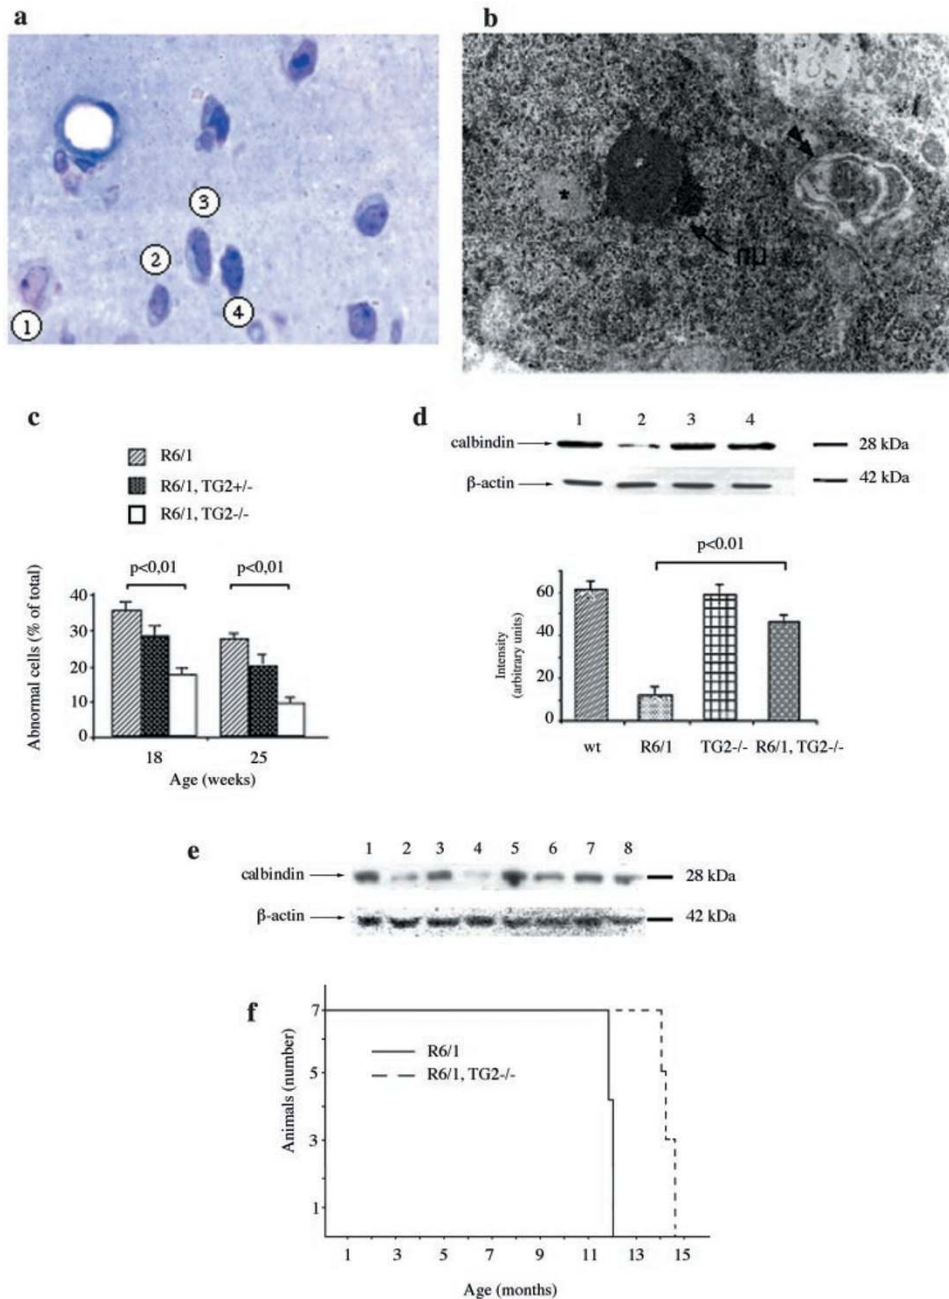 a
b
1
2
3
4
*
nu
c
R6/1
R6/1, TG2+/-
R6/1, TG2-/-
p<0,01
p<0,01
Abnormal cells (% of total)
40
30
20
10
0
18
25
Age (weeks)
d
1 2 3 4
calbindin
28 kDa
β-actin
42 kDa
p<0.01
Intensity
(arbitrary units)
60
40
20
0
wt R6/1 TG2-/- R6/1, TG2-/-
e
1 2 3 4 5 6 7 8
calbindin
28 kDa
β-actin
42 kDa
f
Animals (number)
7
5
3
1
R6/1
R6/1, TG2-/-
1 3 5 7 9 11 13 15
Age (months)